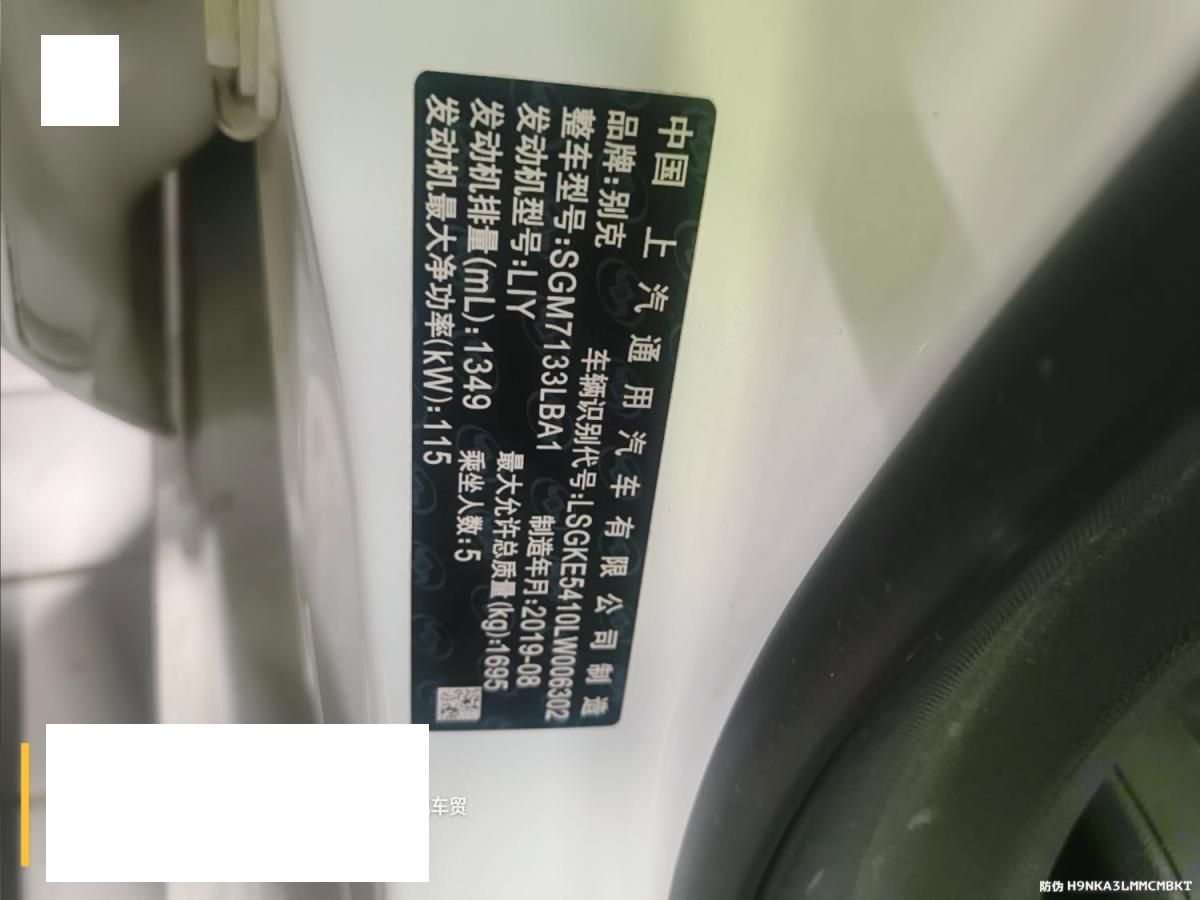 中国 上汽通用汽车有限公司 制造
品牌:别克 车辆识别代号:LSGKE5410LW006302
整车型号:SGM7133LBA1 制造年月:2019-08
发动机型号:LIY 最大允许总质量(kg):1695
发动机排量(mL):1349 乘坐人数:5
发动机最大净功率(kW):115
车贸
防伪 H9NKA3LMMCMBKT